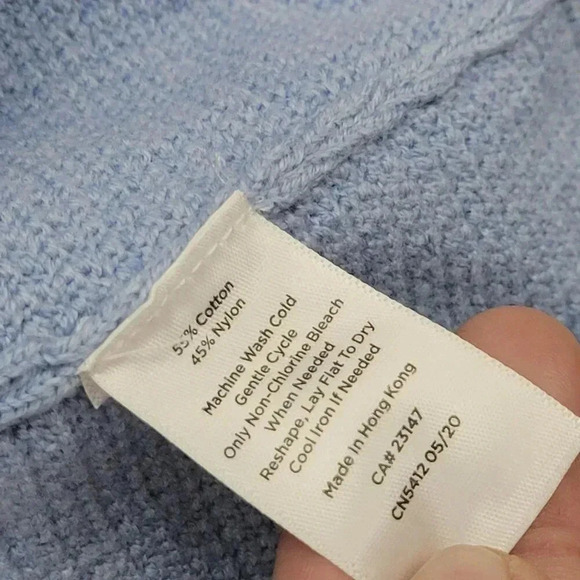 55% Cotton
45% Nylon
Machine Wash Cold
Gentle Cycle
Only Non-Chlorine Bleach
When Needed
Reshape, Lay Flat To Dry
Cool Iron If Needed
Made in Hong Kong
CA# 23147
CN5412 05/20